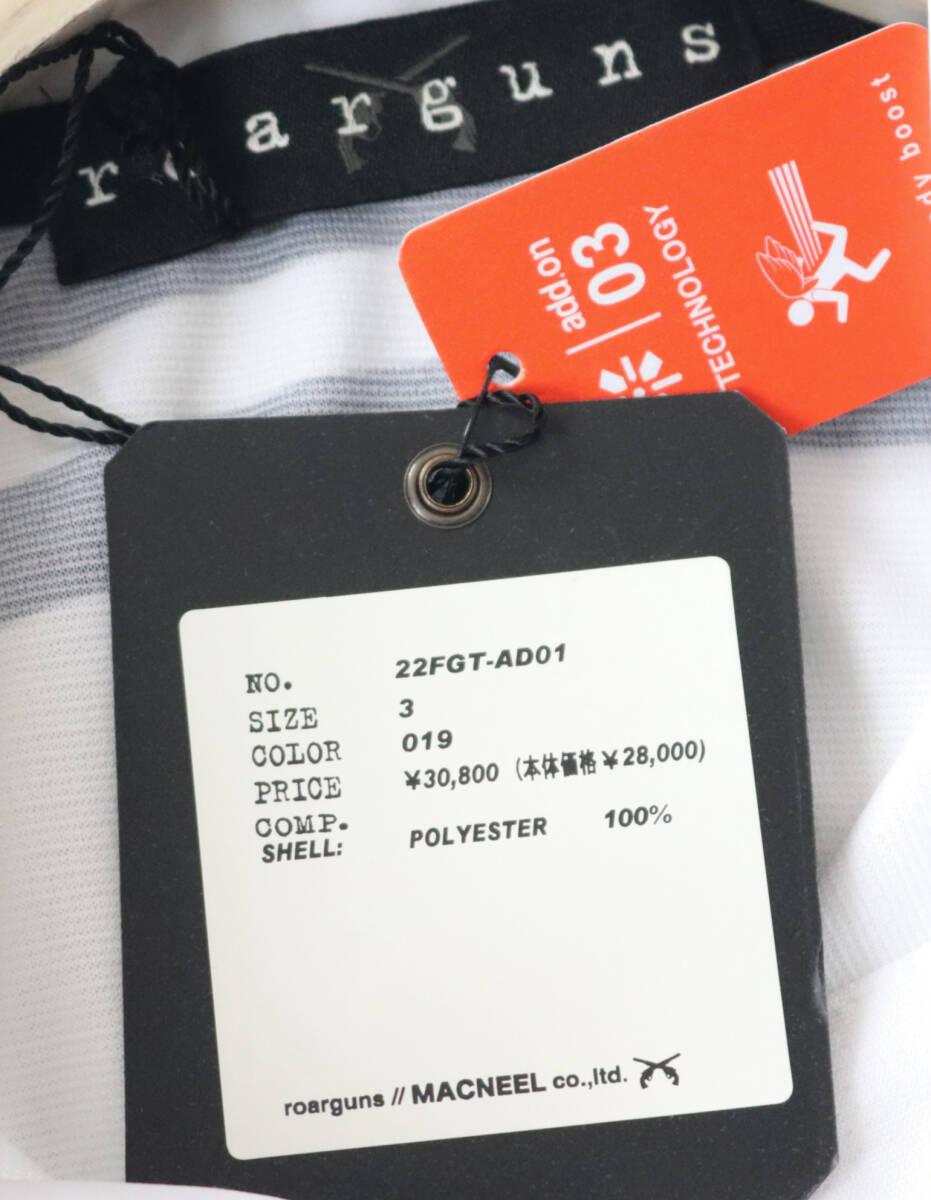 roarguns
add.on
03
TECHNOLOGY
dy boost
NO. 22FGT-AD01
SIZE 3
COLOR 019
PRICE ¥30,800 (本体価格¥28,000)
COMP.
SHELL: POLYESTER 100%
roarguns // MACNEEL co.,ltd.